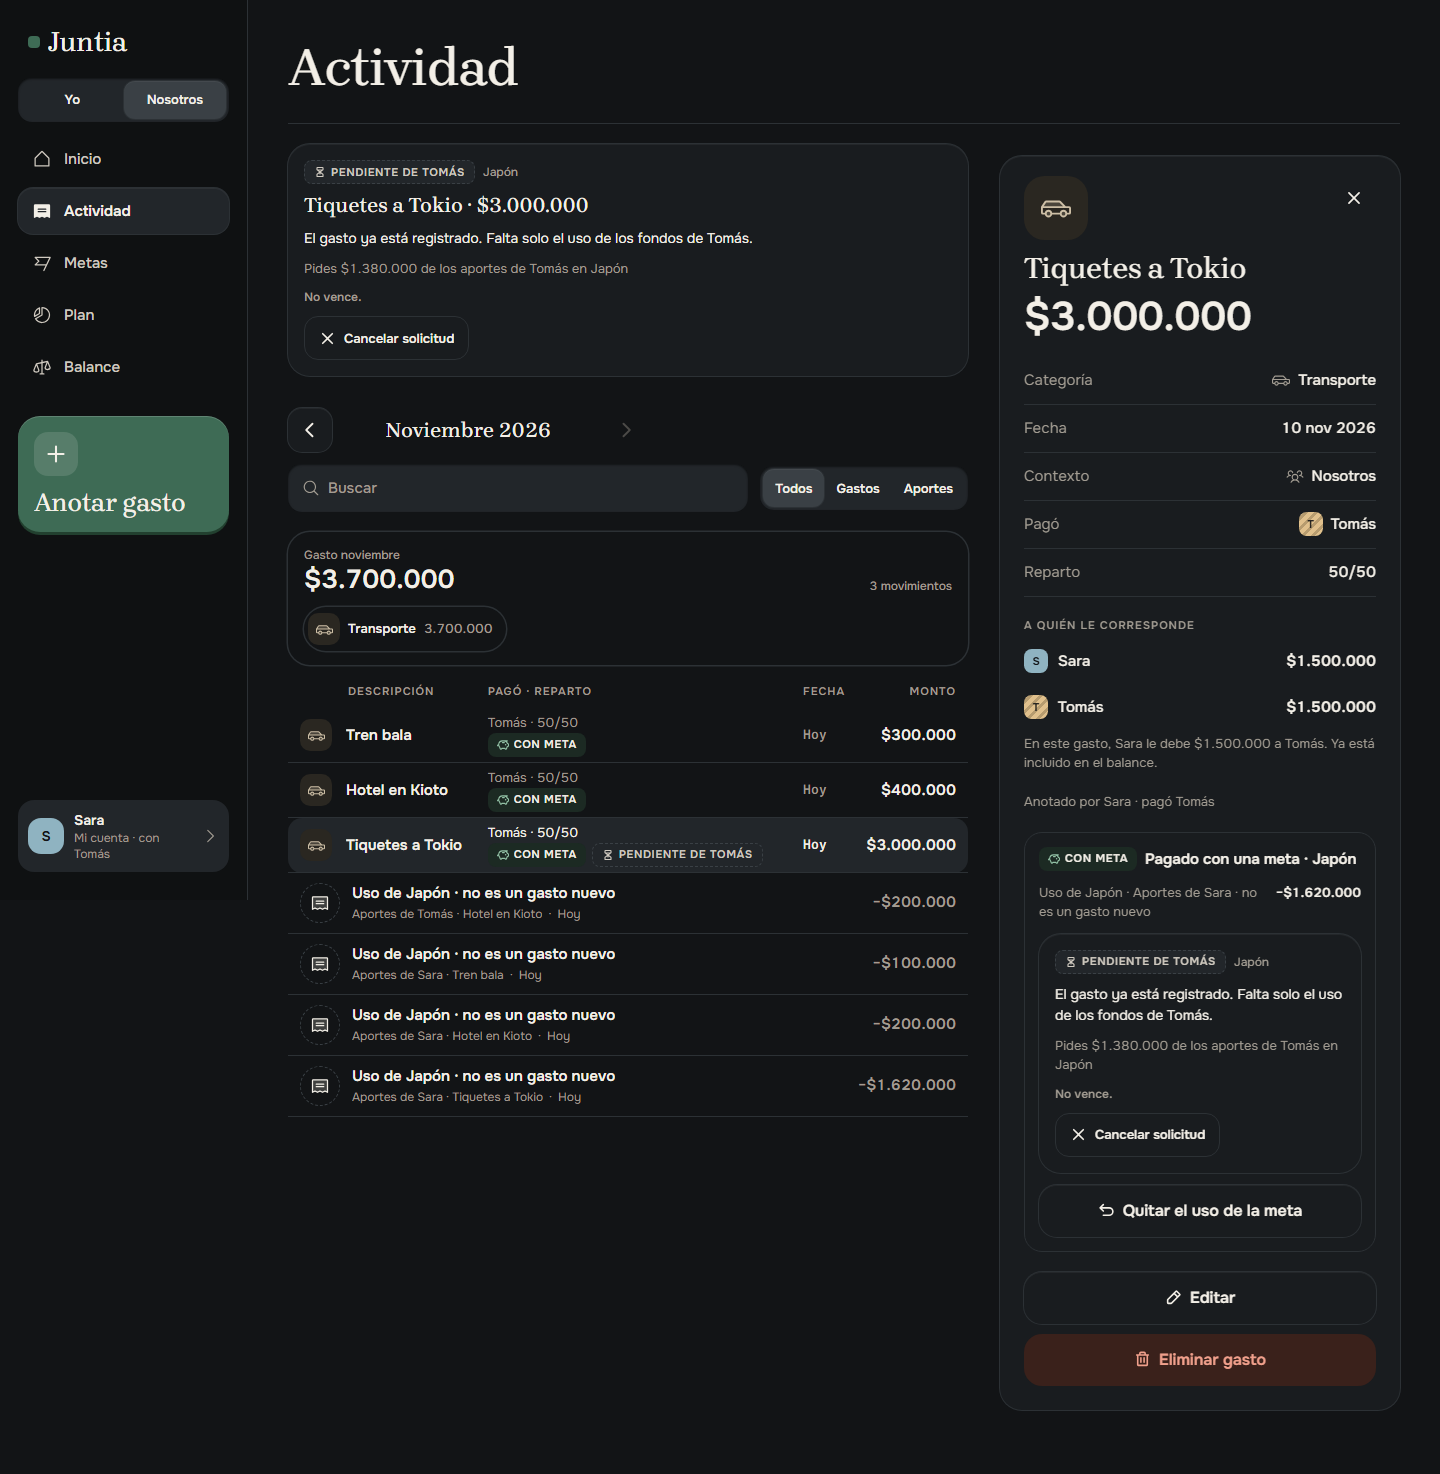 Juntia
Yo
Nosotros
Inicio
Actividad
Metas
Plan
Balance
Anotar gasto
S
Sara
Mi cuenta · con
Tomás
Actividad
PENDIENTE DE TOMÁS
Japón
Tiquetes a Tokio · $3.000.000
El gasto ya está registrado. Falta solo el uso de los fondos de Tomás.
Pides $1.380.000 de los aportes de Tomás en Japón
No vence.
Cancelar solicitud
Noviembre 2026
Buscar
Todos
Gastos
Aportes
Gasto noviembre
$3.700.000
3 movimientos
Transporte 3.700.000
DESCRIPCIÓN
PAGÓ · REPARTO
FECHA
MONTO
Tren bala
Tomás · 50/50
CON META
Hoy
$300.000
Hotel en Kioto
Tomás · 50/50
CON META
Hoy
$400.000
Tiquetes a Tokio
Tomás · 50/50
CON META
PENDIENTE DE TOMÁS
Hoy
$3.000.000
Uso de Japón · no es un gasto nuevo
Aportes de Tomás · Hotel en Kioto · Hoy
−$200.000
Uso de Japón · no es un gasto nuevo
Aportes de Sara · Tren bala · Hoy
−$100.000
Uso de Japón · no es un gasto nuevo
Aportes de Sara · Hotel en Kioto · Hoy
−$200.000
Uso de Japón · no es un gasto nuevo
Aportes de Sara · Tiquetes a Tokio · Hoy
−$1.620.000
Tiquetes a Tokio
$3.000.000
Categoría
Transporte
Fecha
10 nov 2026
Contexto
Nosotros
Pagó
T
Tomás
Reparto
50/50
A QUIÉN LE CORRESPONDE
S
Sara
$1.500.000
T
Tomás
$1.500.000
En este gasto, Sara le debe $1.500.000 a Tomás. Ya está
incluido en el balance.
Anotado por Sara · pagó Tomás
CON META
Pagado con una meta · Japón
Uso de Japón · Aportes de Sara · no
es un gasto nuevo
−$1.620.000
PENDIENTE DE TOMÁS
Japón
El gasto ya está registrado. Falta solo el uso
de los fondos de Tomás.
Pides $1.380.000 de los aportes de Tomás en
Japón
No vence.
Cancelar solicitud
Quitar el uso de la meta
Editar
Eliminar gasto